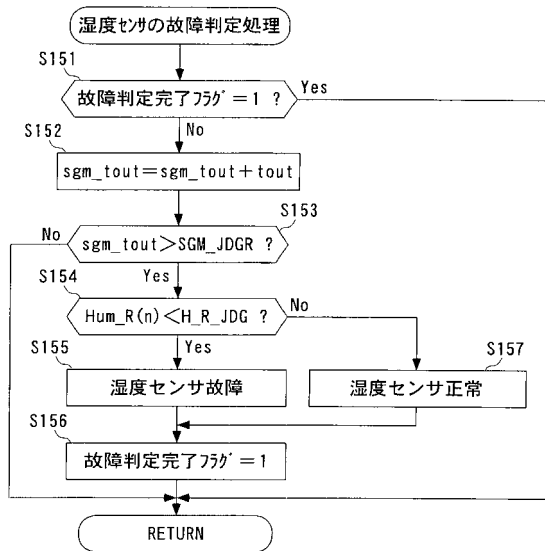 湿度ｾﾝｻの故障判定処理
S151
故障判定完了ﾌﾗｸﾞ=1 ?
Yes
No
S152
sgm_tout=sgm_tout+tout
S153
No
sgm_tout>SGM_JDGR ?
Yes
S154
Hum_R(n)<H_R_JDG ?
No
Yes
S155
S157
湿度センサ故障
湿度センサ正常
S156
故障判定完了ﾌﾗｸﾞ=1
RETURN